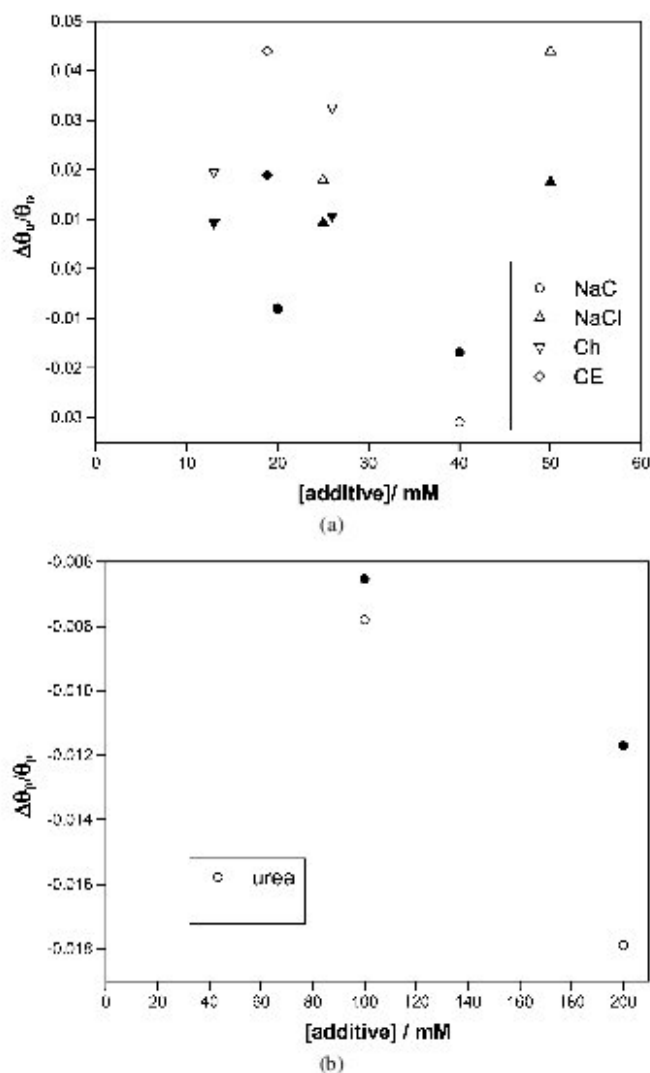 0.05
0.04
0.03
0.02
0.01
0.00
-0.01
-0.02
0.03
0 10 20 30 40 50 60
Δθp/θp
NaC
NaCl
Ch
CE
[additive]/ mM
(a)
-0.006
-0.008
-0.010
-0.012
-0.014
-0.016
-0.018
0 20 40 60 80 100 120 140 160 180 200
Δθp/θp
urea
[additive] / mM
(b)